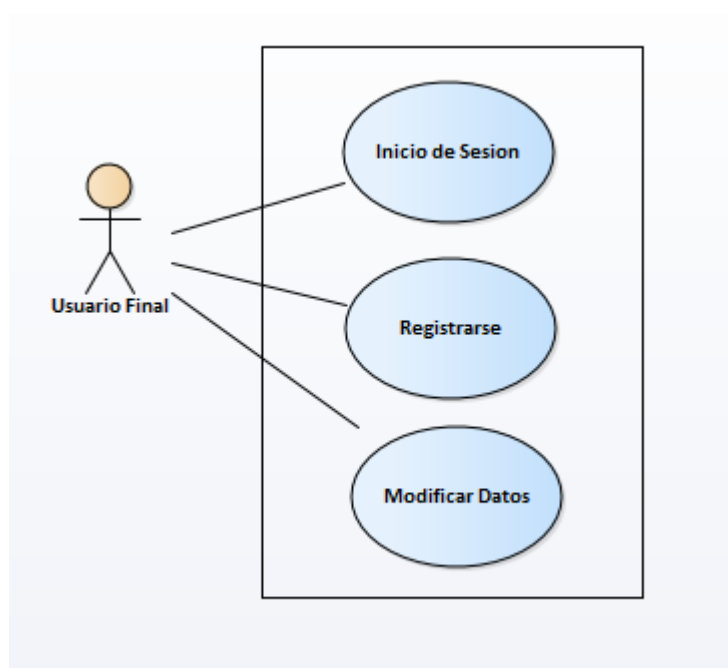 Inicio de Sesion
Usuario Final
Registrarse
Modificar Datos